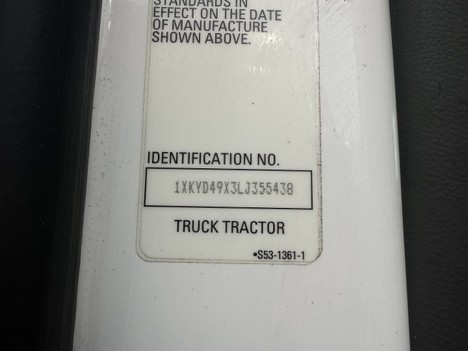 STANDARDS IN
EFFECT ON THE DATE
OF MANUFACTURE
SHOWN ABOVE.
IDENTIFICATION NO.
1XKYD49X3LJ355438
TRUCK TRACTOR
•S53-1361-1